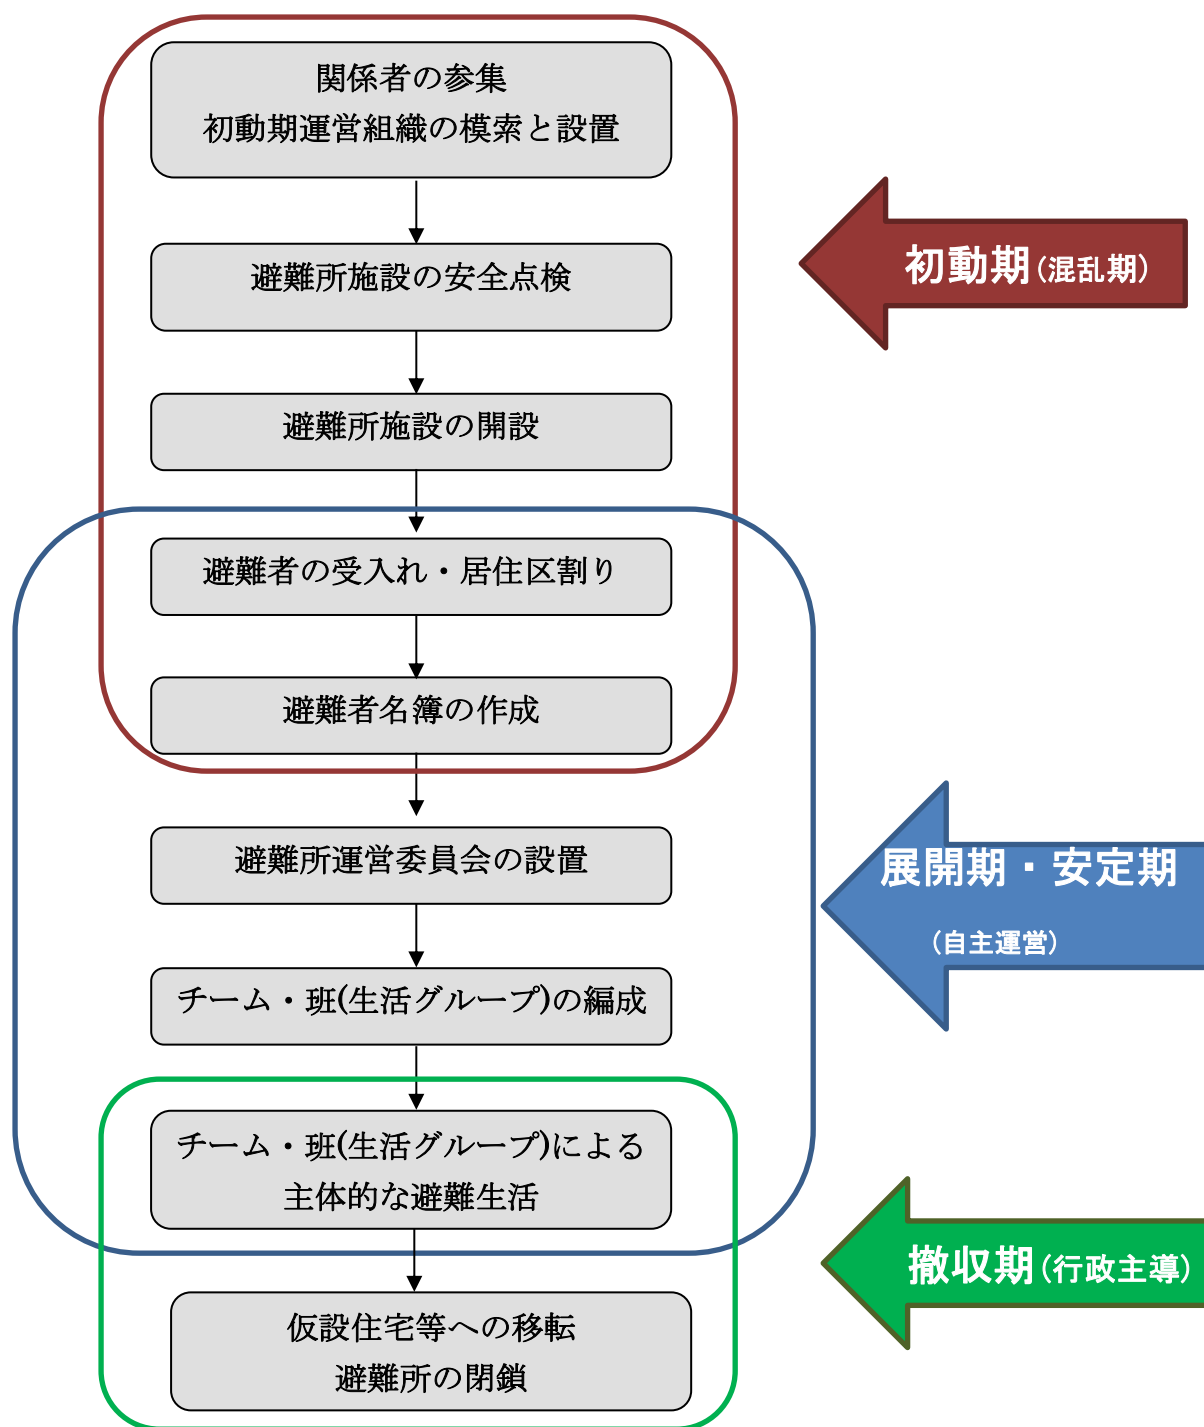 関係者の参集
初動期運営組織の模索と設置
避難所施設の安全点検
初動期(混乱期)
避難所施設の開設
避難者の受入れ・居住区割り
避難者名簿の作成
避難所運営委員会の設置
展開期・安定期
(自主運営)
チーム・班(生活グループ)の編成
チーム・班(生活グループ)による
主体的な避難生活
撤収期(行政主導)
仮設住宅等への移転
避難所の閉鎖